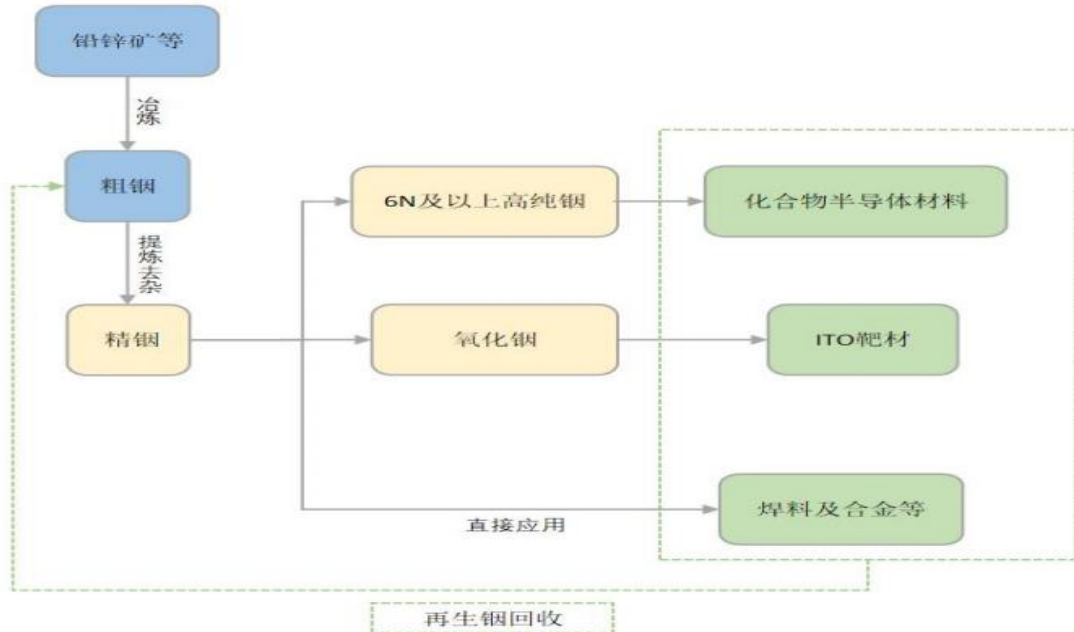 铅锌矿等
冶炼
粗铟
6N及以上高纯铟
化合物半导体材料
提炼去杂
精铟
氧化铟
ITO靶材
焊料及合金等
直接应用
再生铟回收